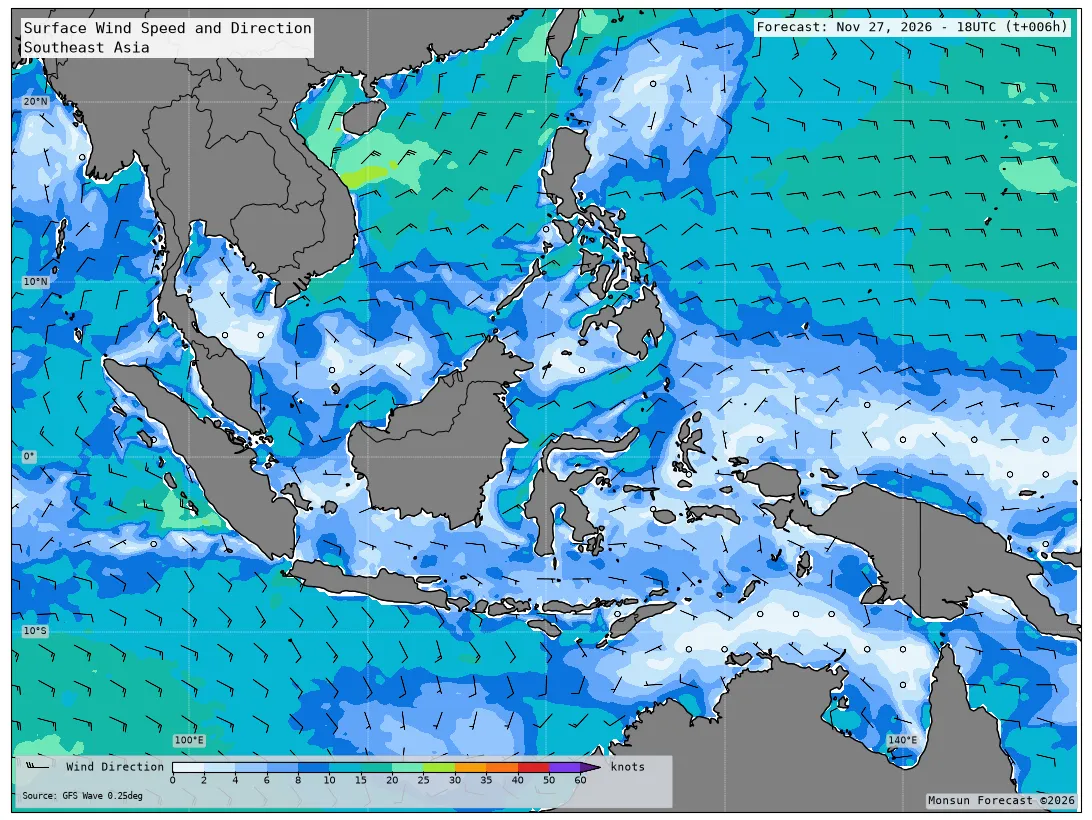 Surface Wind Speed and Direction
Southeast Asia
Forecast: Nov 27, 2026 - 18UTC (t+006h)
20°N
10°N
0°
10°S
100°E
140°E
Wind Direction
0 2 4 6 8 10 15 20 25 30 35 40 50 60
knots
Source: GFS Wave 0.25deg
Monsun Forecast ©2026